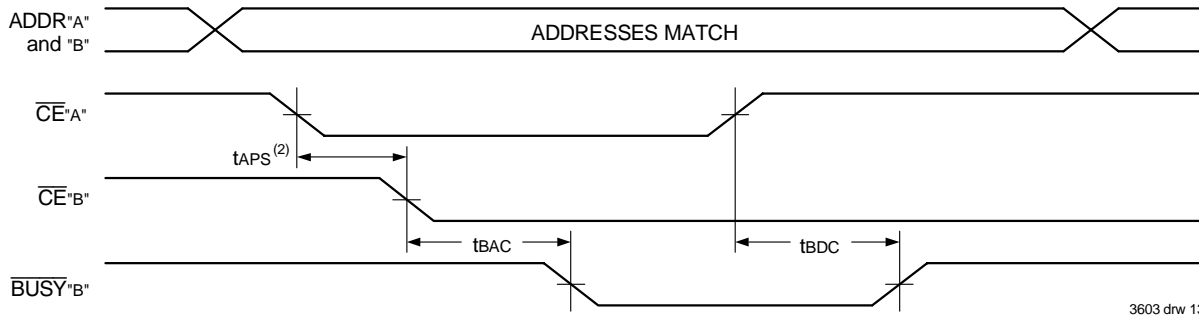 ADDR"A"
and "B"
ADDRESSES MATCH
CE"A"
tAPS(2)
CE"B"
tBAC
tBDC
BUSY"B"
3603 drw 13